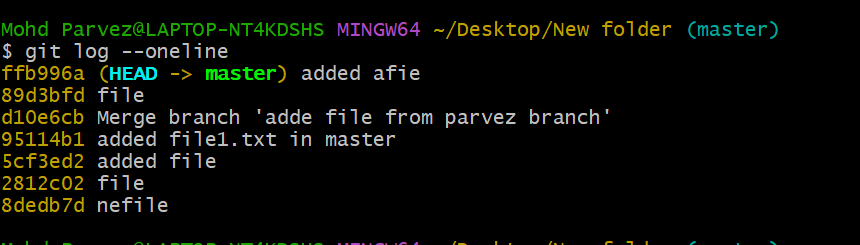 Mohd Parvez@LAPTOP-NT4KDSHS MINGW64 ~/Desktop/New folder (master)
$ git log --oneline
ffb996a (HEAD -> master) added afie
89d3bfd file
d10e6cb Merge branch 'adde file from parvez branch'
95114b1 added file1.txt in master
5cf3ed2 added file
2812c02 file
8dedb7d nefile